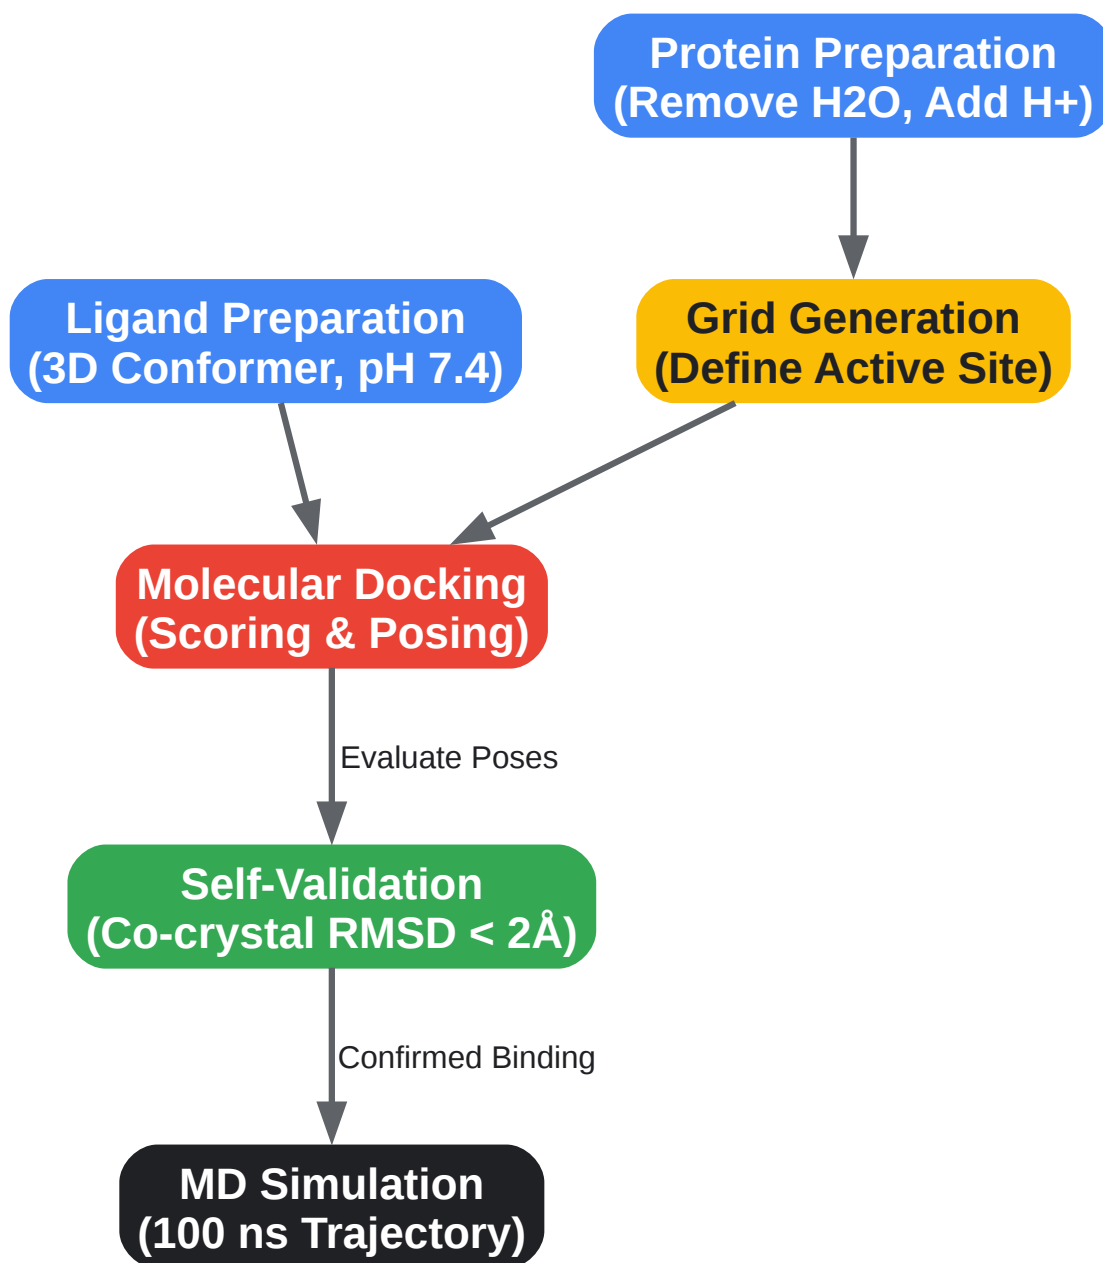 Protein Preparation
(Remove H2O, Add H+)
Ligand Preparation
(3D Conformer, pH 7.4)
Grid Generation
(Define Active Site)
Molecular Docking
(Scoring & Posing)
Evaluate Poses
Self-Validation
(Co-crystal RMSD < 2Å)
Confirmed Binding
MD Simulation
(100 ns Trajectory)